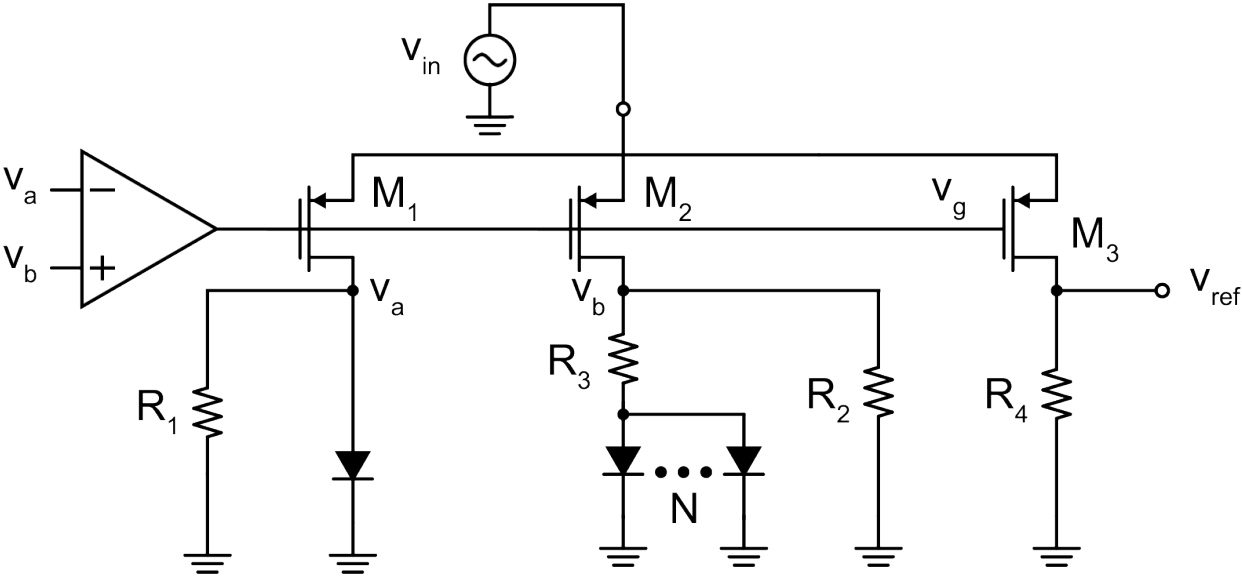 v_in
v_a
v_b
−
+
M_1
M_2
v_g
M_3
v_a
v_b
v_ref
R_1
R_3
R_2
R_4
N